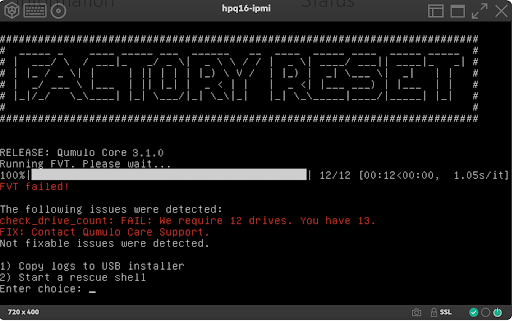 hpq16-ipmi
Status
FACTORY RESET
RELEASE: Qumulo Core 3.1.0
Running FVT. Please wait...
100%| | 12/12 [00:12<00:00, 1.05s/it]
FVT failed!
The following issues were detected:
check_drive_count: FAIL: We require 12 drives. You have 13.
FIX: Contact Qumulo Care Support.
Not fixable issues were detected.
1) Copy logs to USB installer
2) Start a rescue shell
Enter choice: _
720 x 400
SSL